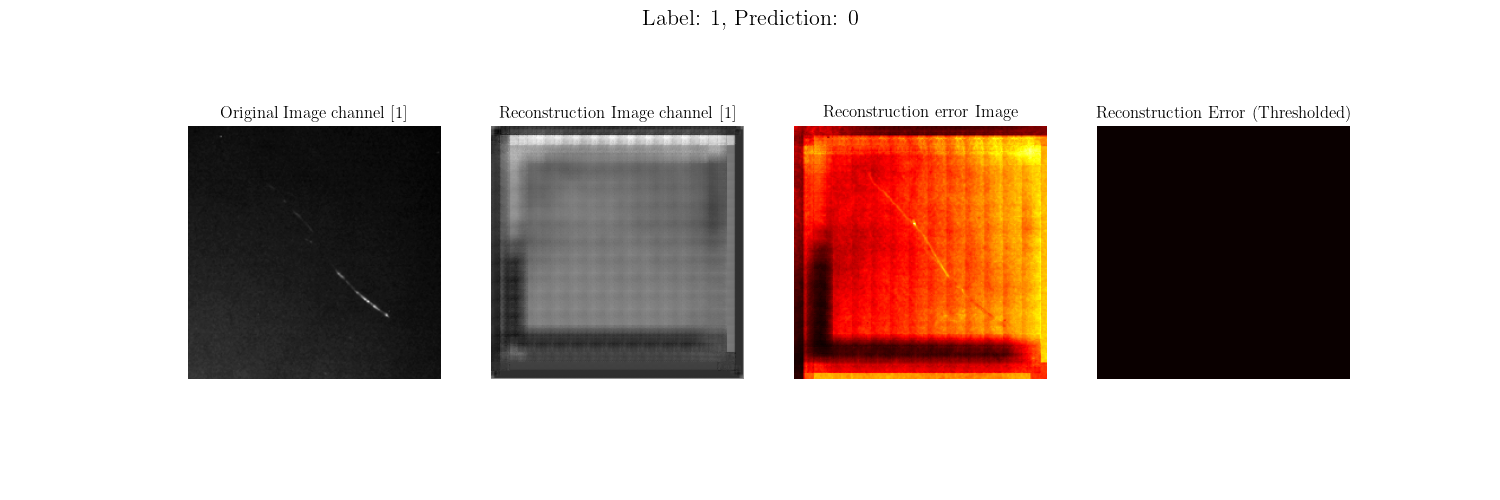 Label: 1, Prediction: 0
Original Image channel [1]
Reconstruction Image channel [1]
Reconstruction error Image
Reconstruction Error (Thresholded)